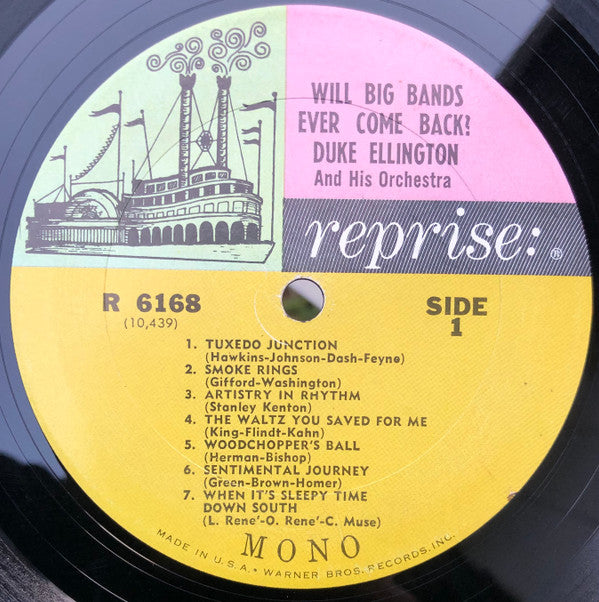 WILL BIG BANDS
EVER COME BACK?
DUKE ELLINGTON
And His Orchestra
reprise: ®
R 6168
(10,439)
SIDE
1
1. TUXEDO JUNCTION
(Hawkins-Johnson-Dash-Feyne)
2. SMOKE RINGS
(Gifford-Washington)
3. ARTISTRY IN RHYTHM
(Stanley Kenton)
4. THE WALTZ YOU SAVED FOR ME
(King-Flindt-Kahn)
5. WOODCHOPPER'S BALL
(Herman-Bishop)
6. SENTIMENTAL JOURNEY
(Green-Brown-Homer)
7. WHEN IT'S SLEEPY TIME
DOWN SOUTH
(L. Rene'-O. Rene'-C. Muse)
MONO
MADE IN U.S.A. • WARNER BROS. RECORDS, INC.